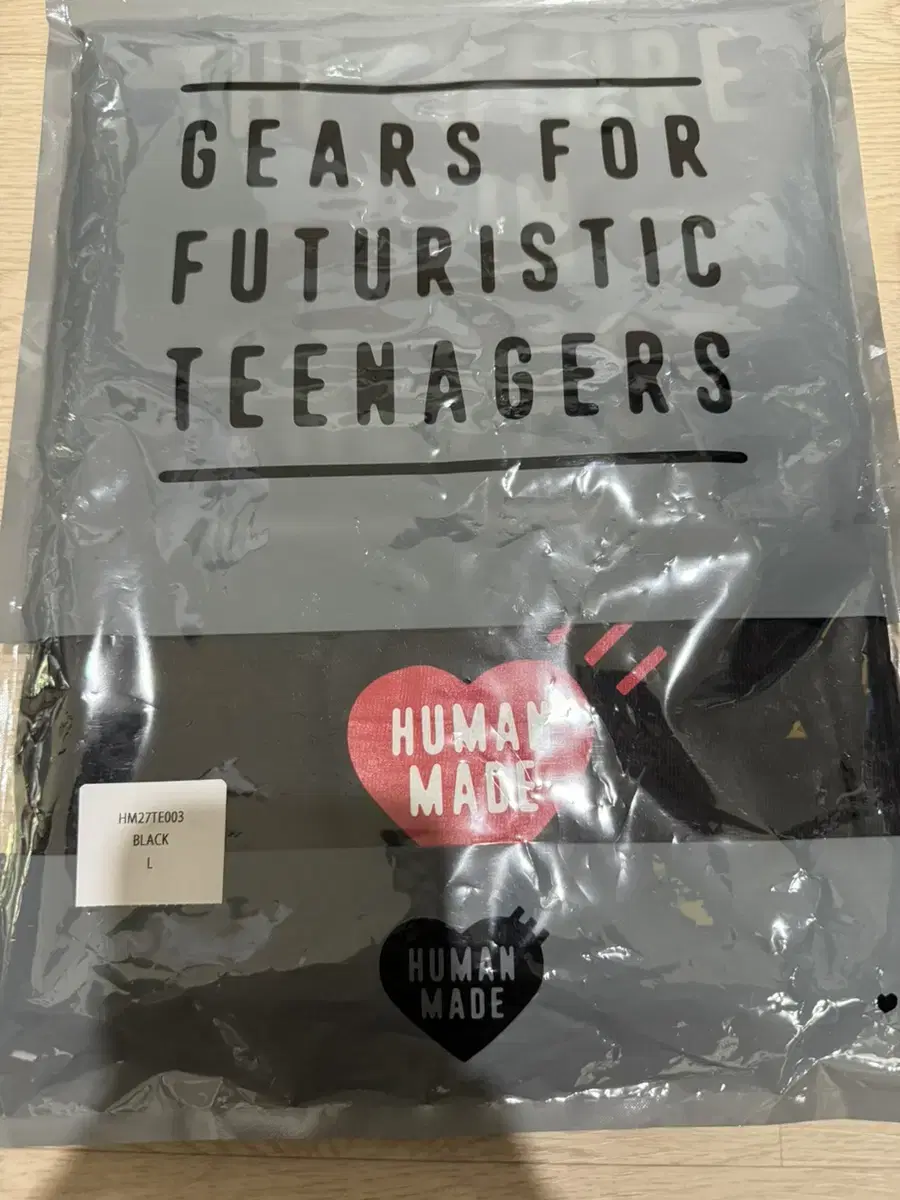 GEARS FOR
FUTURISTIC
TEENAGERS
HUMAN
MADE
HM27TE003
BLACK
L
HUMAN
MADE